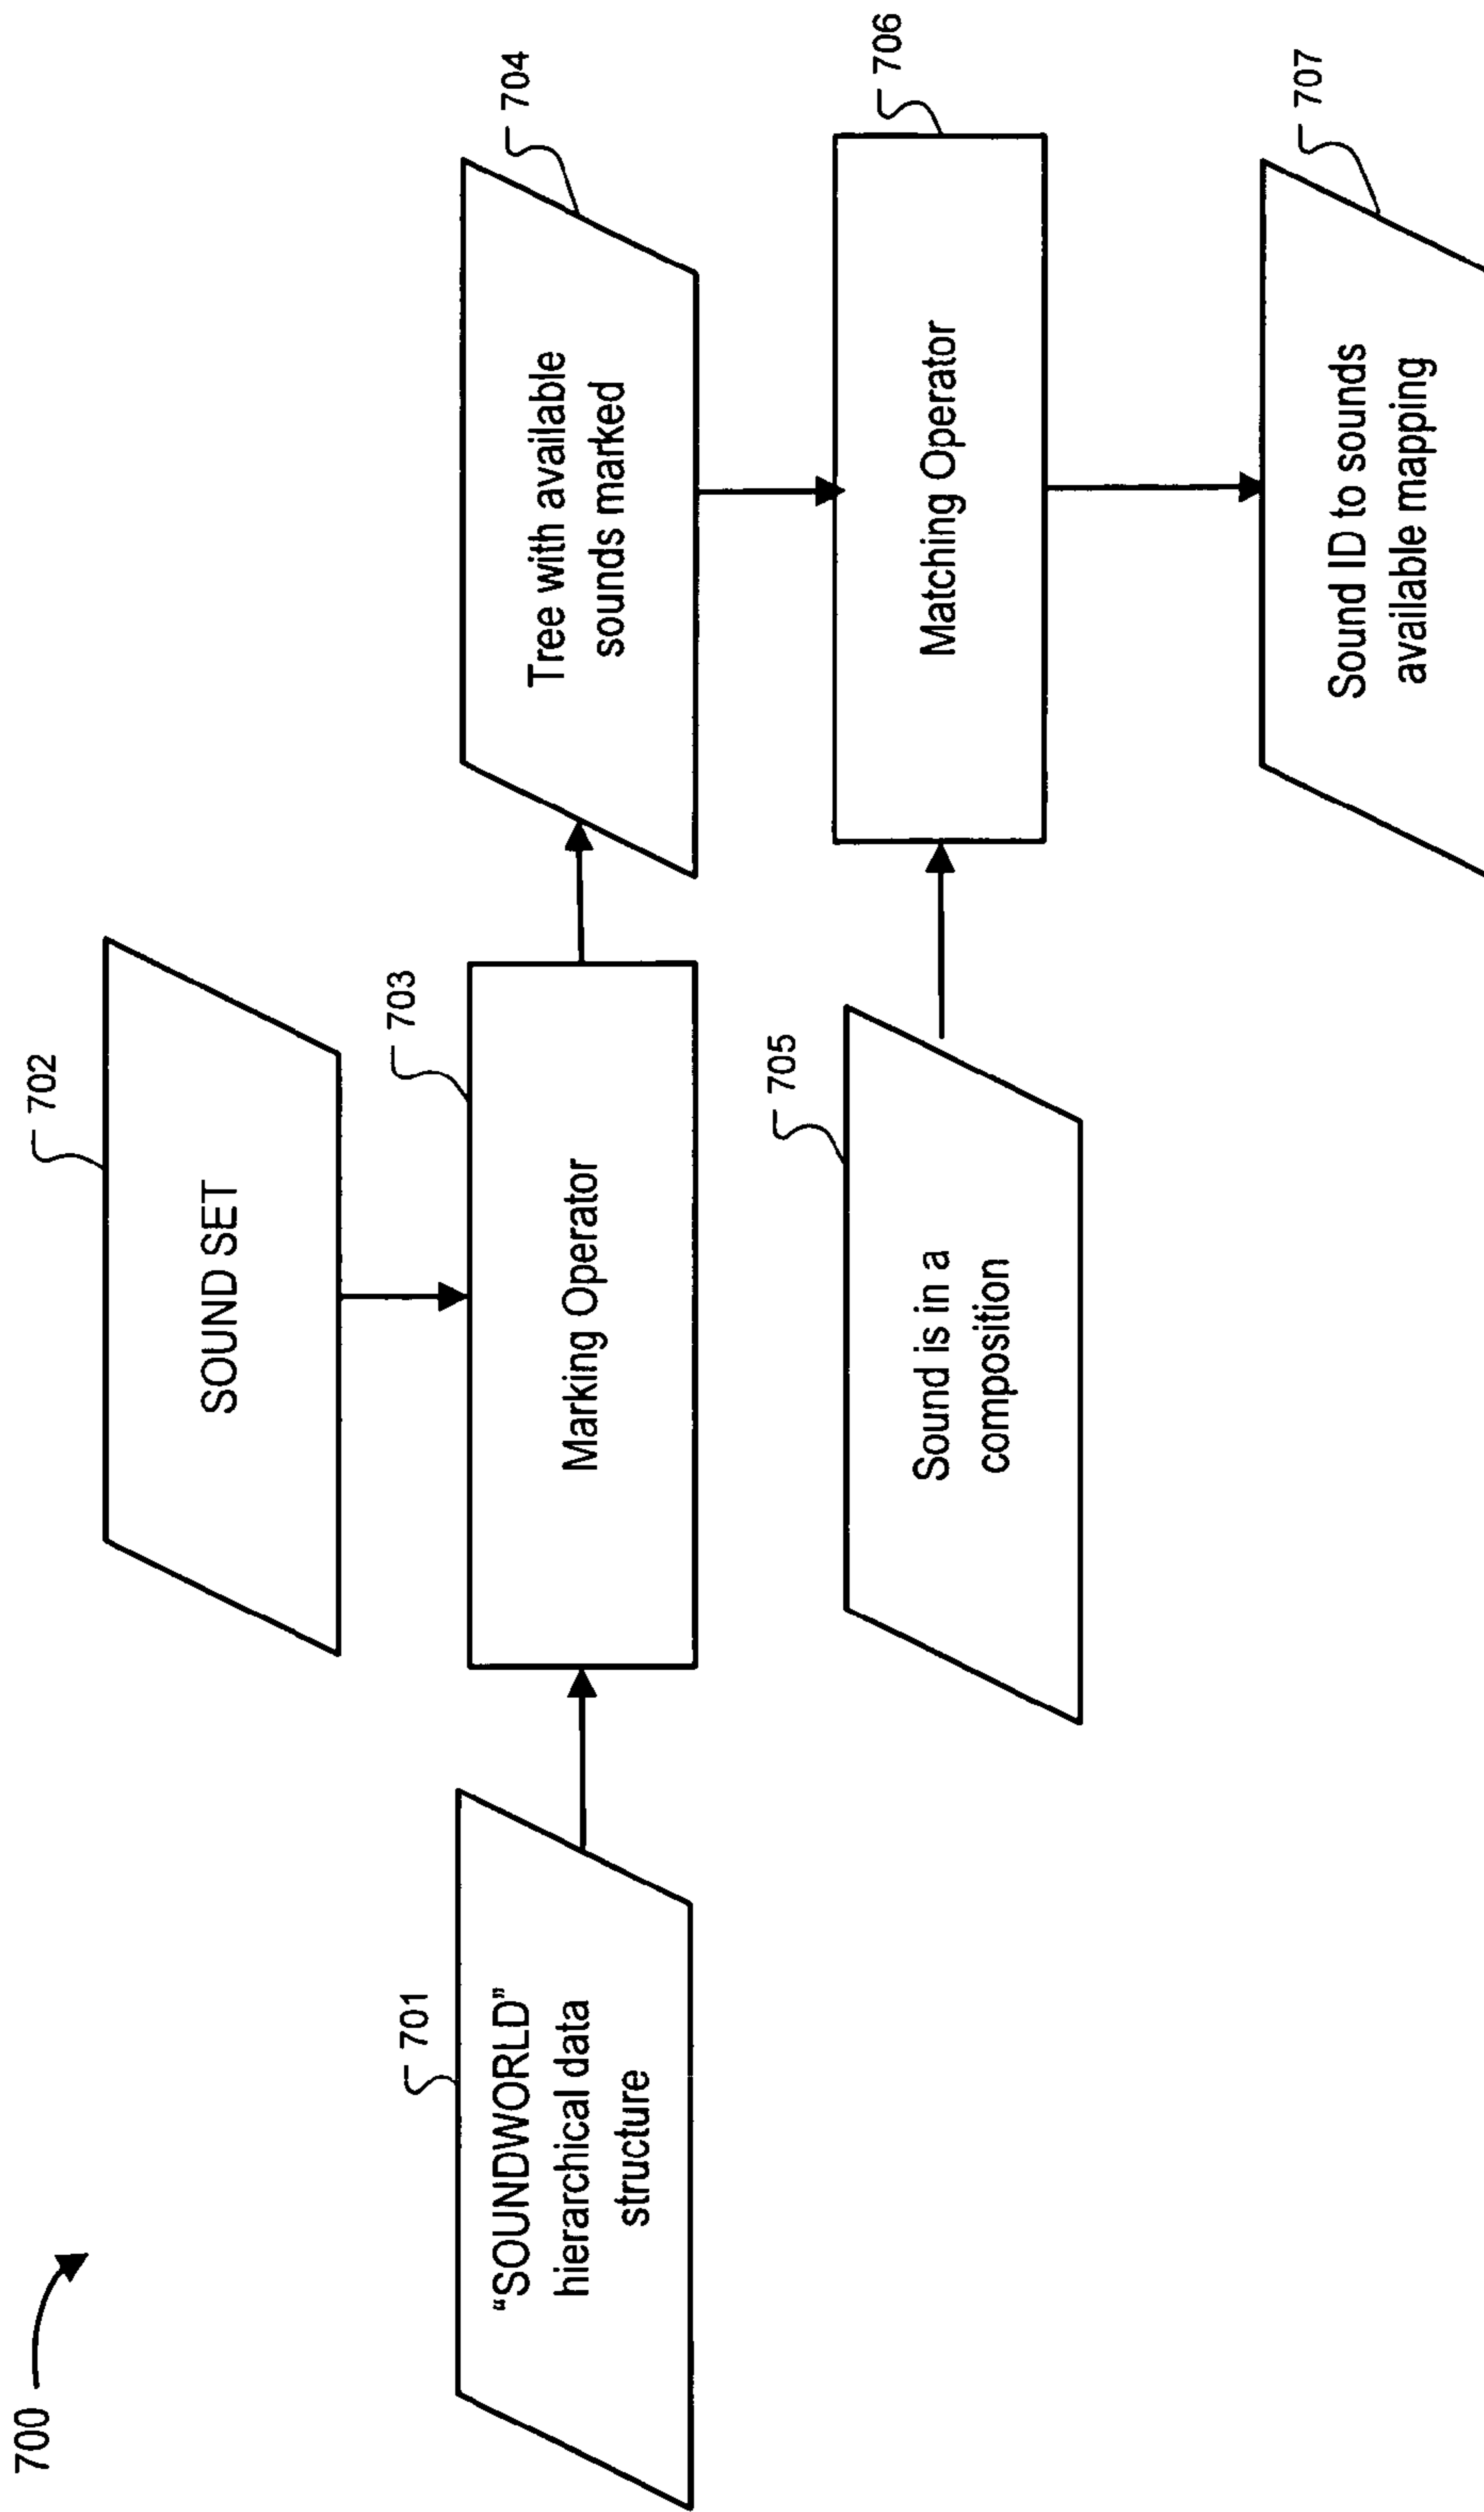 700
702
SOUND SET
701
“SOUNDWORLD”
hierarchical data
structure
703
Marking Operator
704
Tree with available
sounds marked
705
Sound is in a
composition
706
Matching Operator
707
Sound ID to sounds
available mapping